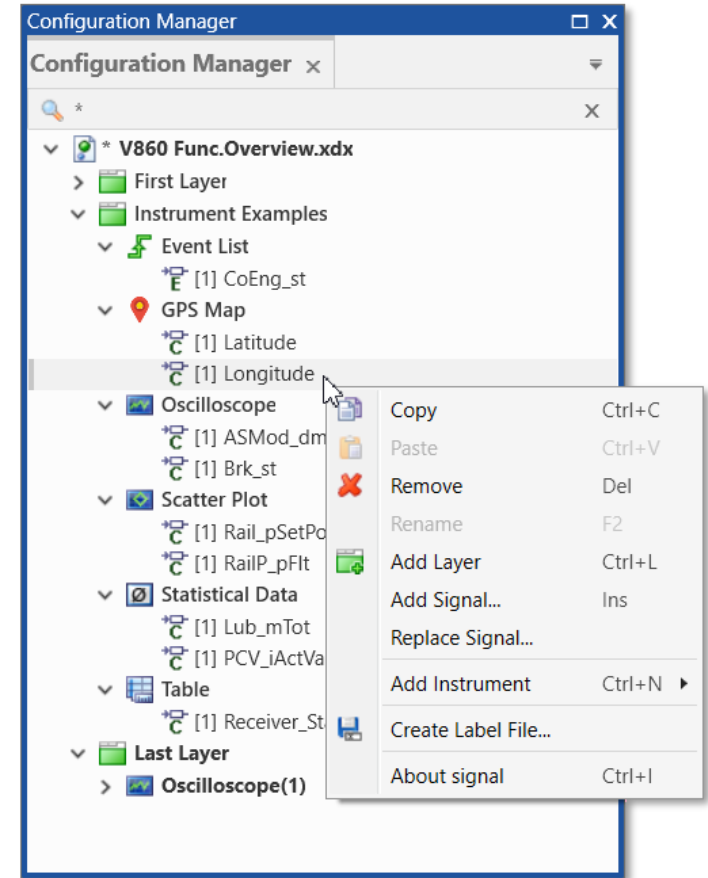 Configuration Manager
Configuration Manager
*
* V860 Func.Overview.xdx
First Layer
Instrument Examples
Event List
[1] CoEng_st
GPS Map
[1] Latitude
[1] Longitude
Oscilloscope
[1] ASMod_dm
[1] Brk_st
Scatter Plot
[1] Rail_pSetPo
[1] RailP_pFlt
Statistical Data
[1] Lub_mTot
[1] PCV_iActVa
Table
[1] Receiver_St
Last Layer
Oscilloscope(1)
Copy Ctrl+C
Paste Ctrl+V
Remove Del
Rename F2
Add Layer Ctrl+L
Add Signal... Ins
Replace Signal...
Add Instrument Ctrl+N
Create Label File...
About signal Ctrl+I